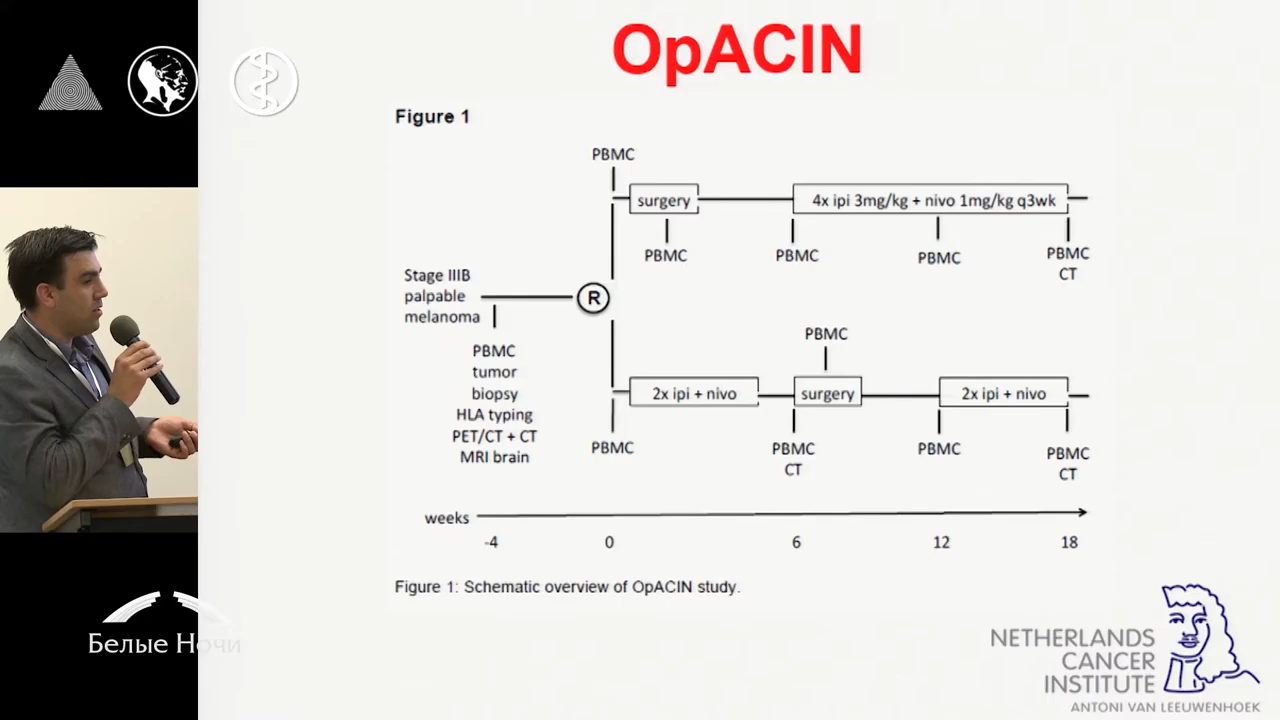 OpACIN
Figure 1
PBMC
surgery
4x ipi 3mg/kg + nivo 1mg/kg q3wk
PBMC
PBMC
PBMC
PBMC
CT
Stage IIIB
palpable
melanoma
R
PBMC
tumor
biopsy
HLA typing
PET/CT + CT
MRI brain
PBMC
2x ipi + nivo
surgery
2x ipi + nivo
PBMC
PBMC
CT
PBMC
PBMC
CT
weeks
-4
0
6
12
18
Figure 1: Schematic overview of OpACIN study.
Белые Ночи
NETHERLANDS
CANCER
INSTITUTE
ANTONI VAN LEEUWENHOEK